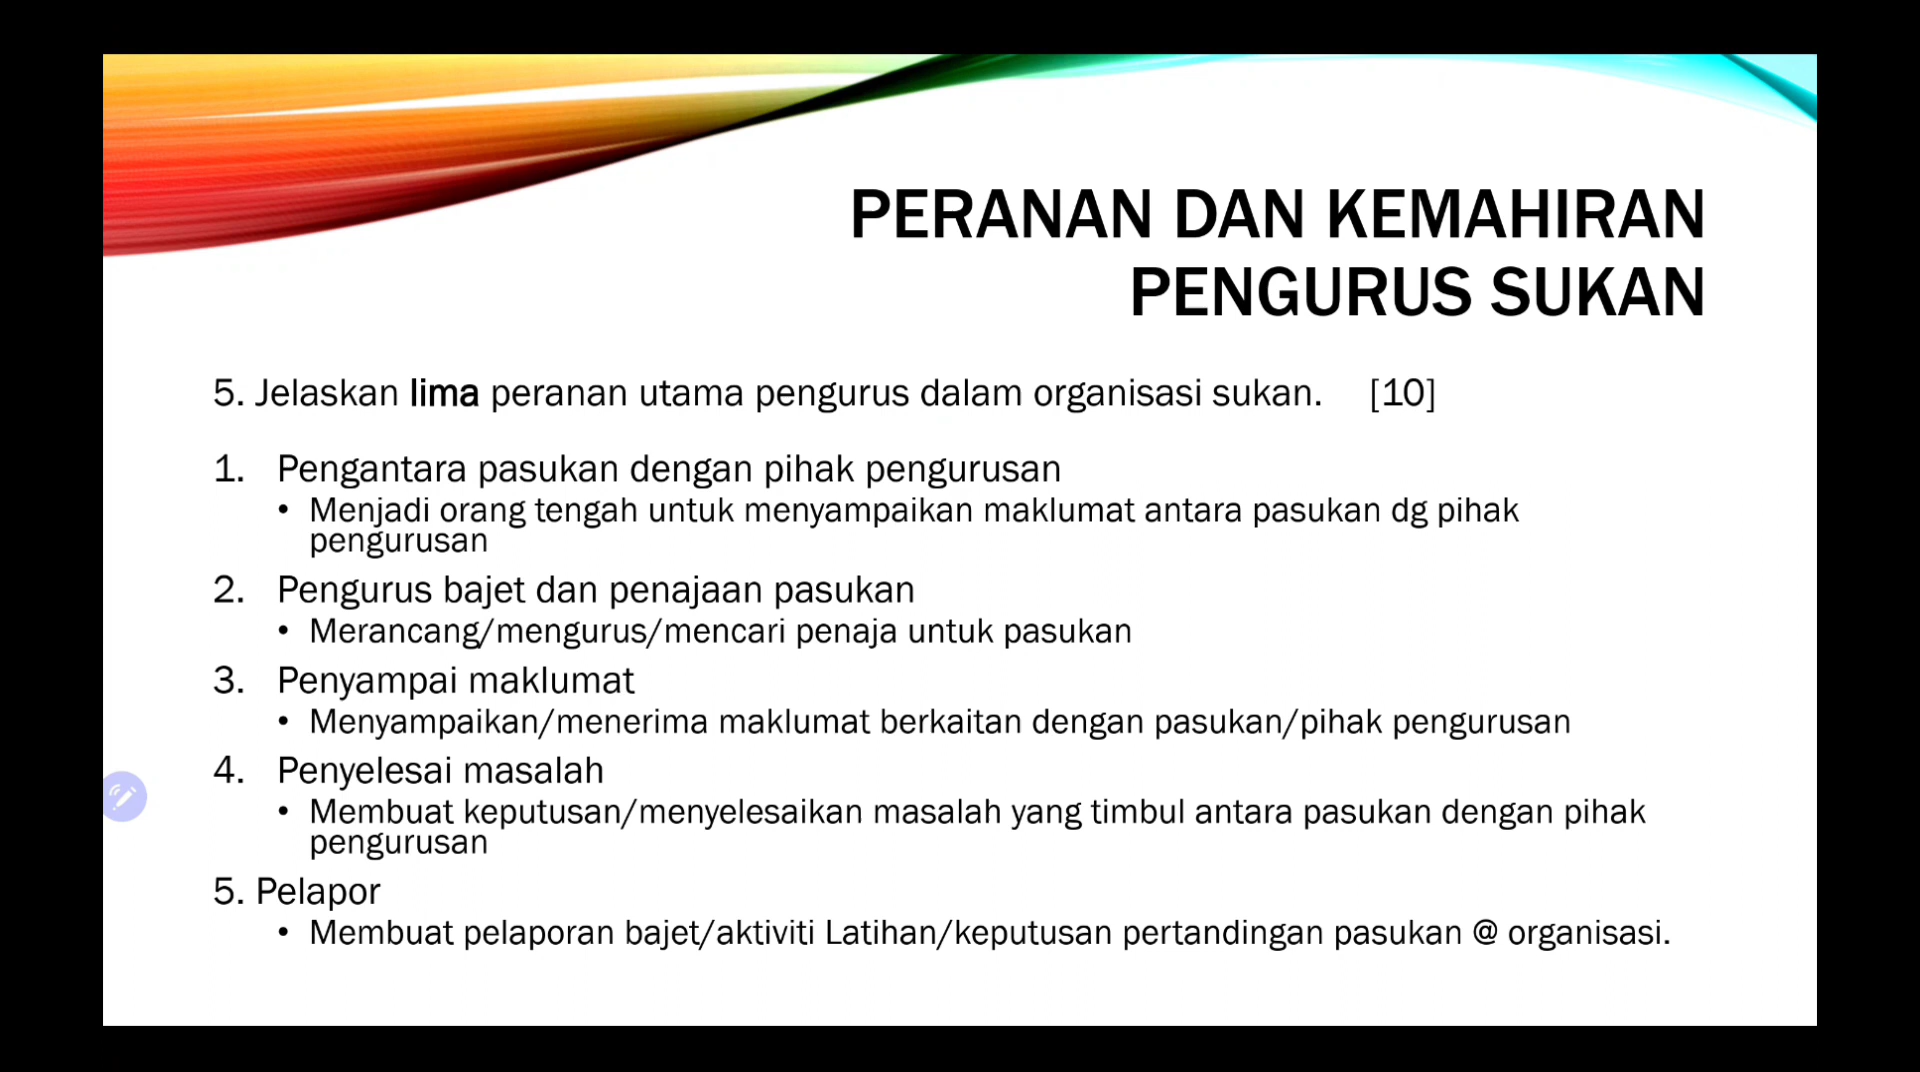 PERANAN DAN KEMAHIRAN
PENGURUS SUKAN
5. Jelaskan lima peranan utama pengurus dalam organisasi sukan. [10]
1. Pengantara pasukan dengan pihak pengurusan
• Menjadi orang tengah untuk menyampaikan maklumat antara pasukan dg pihak
pengurusan
2. Pengurus bajet dan penajaan pasukan
• Merancang/mengurus/mencari penaja untuk pasukan
3. Penyampai maklumat
• Menyampaikan/menerima maklumat berkaitan dengan pasukan/pihak pengurusan
4. Penyelesai masalah
• Membuat keputusan/menyelesaikan masalah yang timbul antara pasukan dengan pihak
pengurusan
5. Pelapor
• Membuat pelaporan bajet/aktiviti Latihan/keputusan pertandingan pasukan @ organisasi.